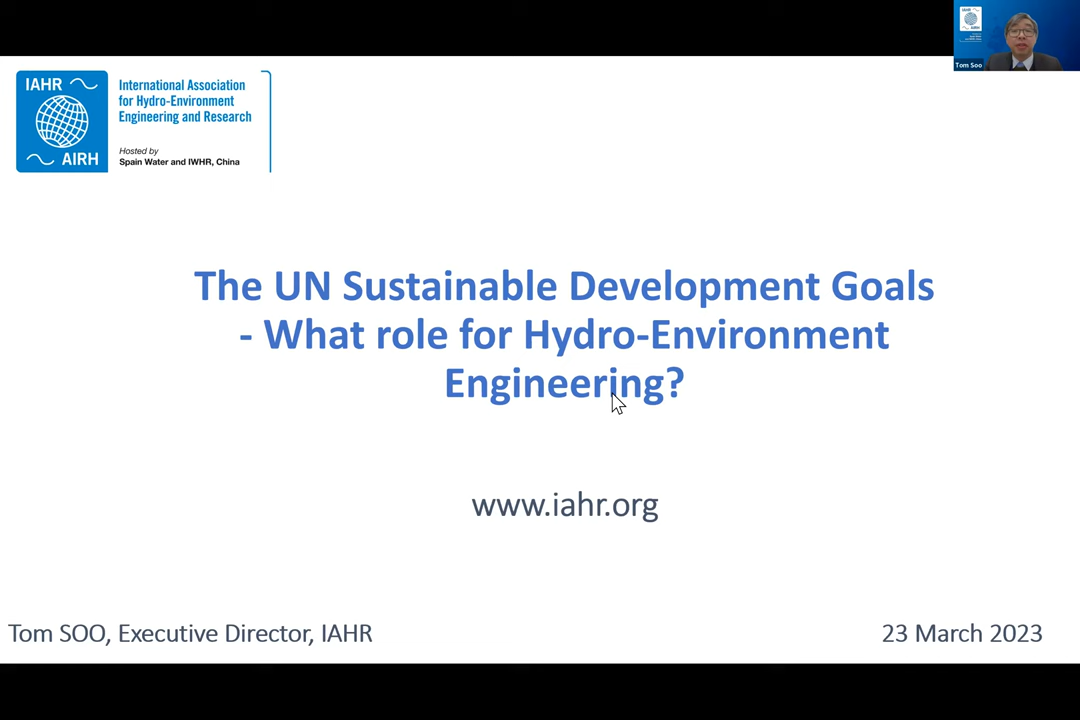 IAHR
AIRH
International Association
for Hydro-Environment
Engineering and Research
Hosted by
Spain Water and IWHR, China
The UN Sustainable Development Goals
- What role for Hydro-Environment
Engineering?
www.iahr.org
Tom SOO, Executive Director, IAHR
23 March 2023
Tom Soo